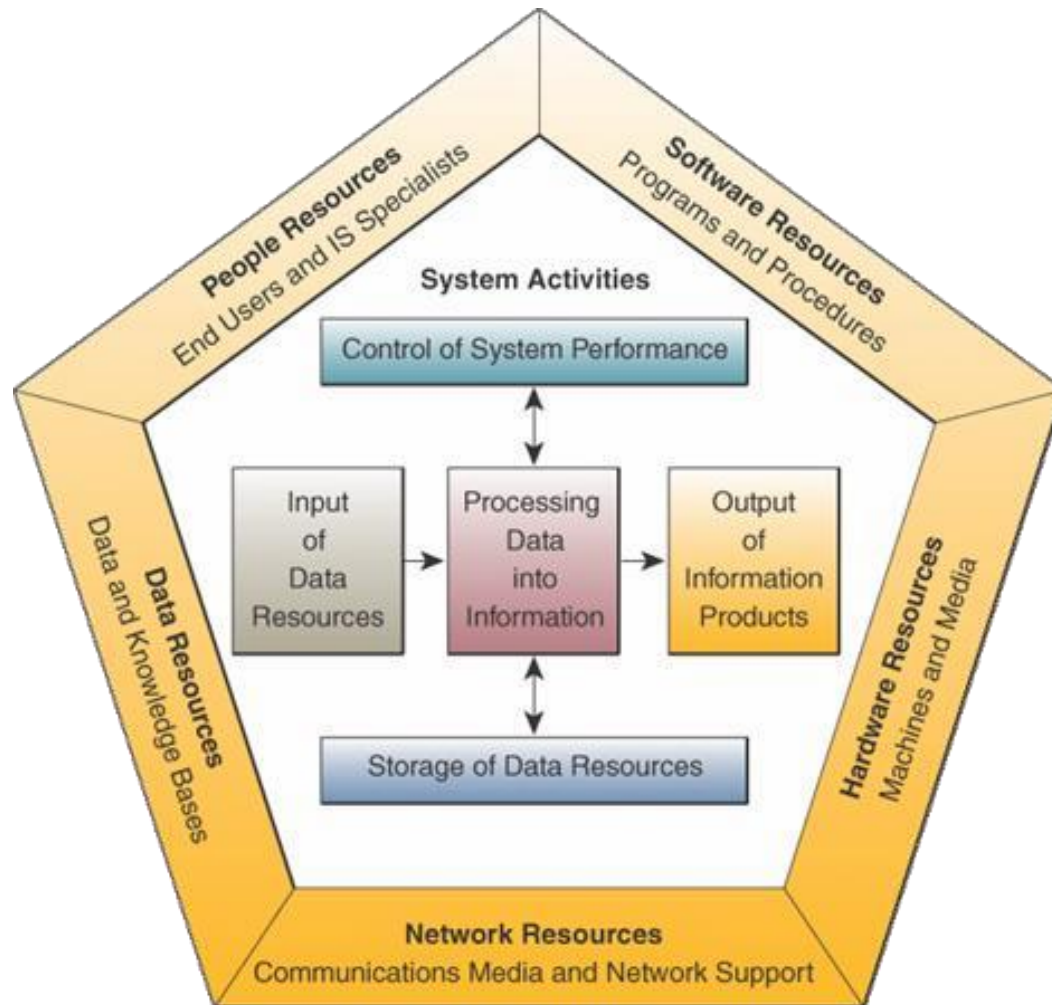 People Resources
End Users and IS Specialists
Software Resources
Programs and Procedures
System Activities
Control of System Performance
Input
of
Data
Resources
Processing
Data
into
Information
Output
of
Information
Products
Storage of Data Resources
Data Resources
Data and Knowledge Bases
Hardware Resources
Machines and Media
Network Resources
Communications Media and Network Support